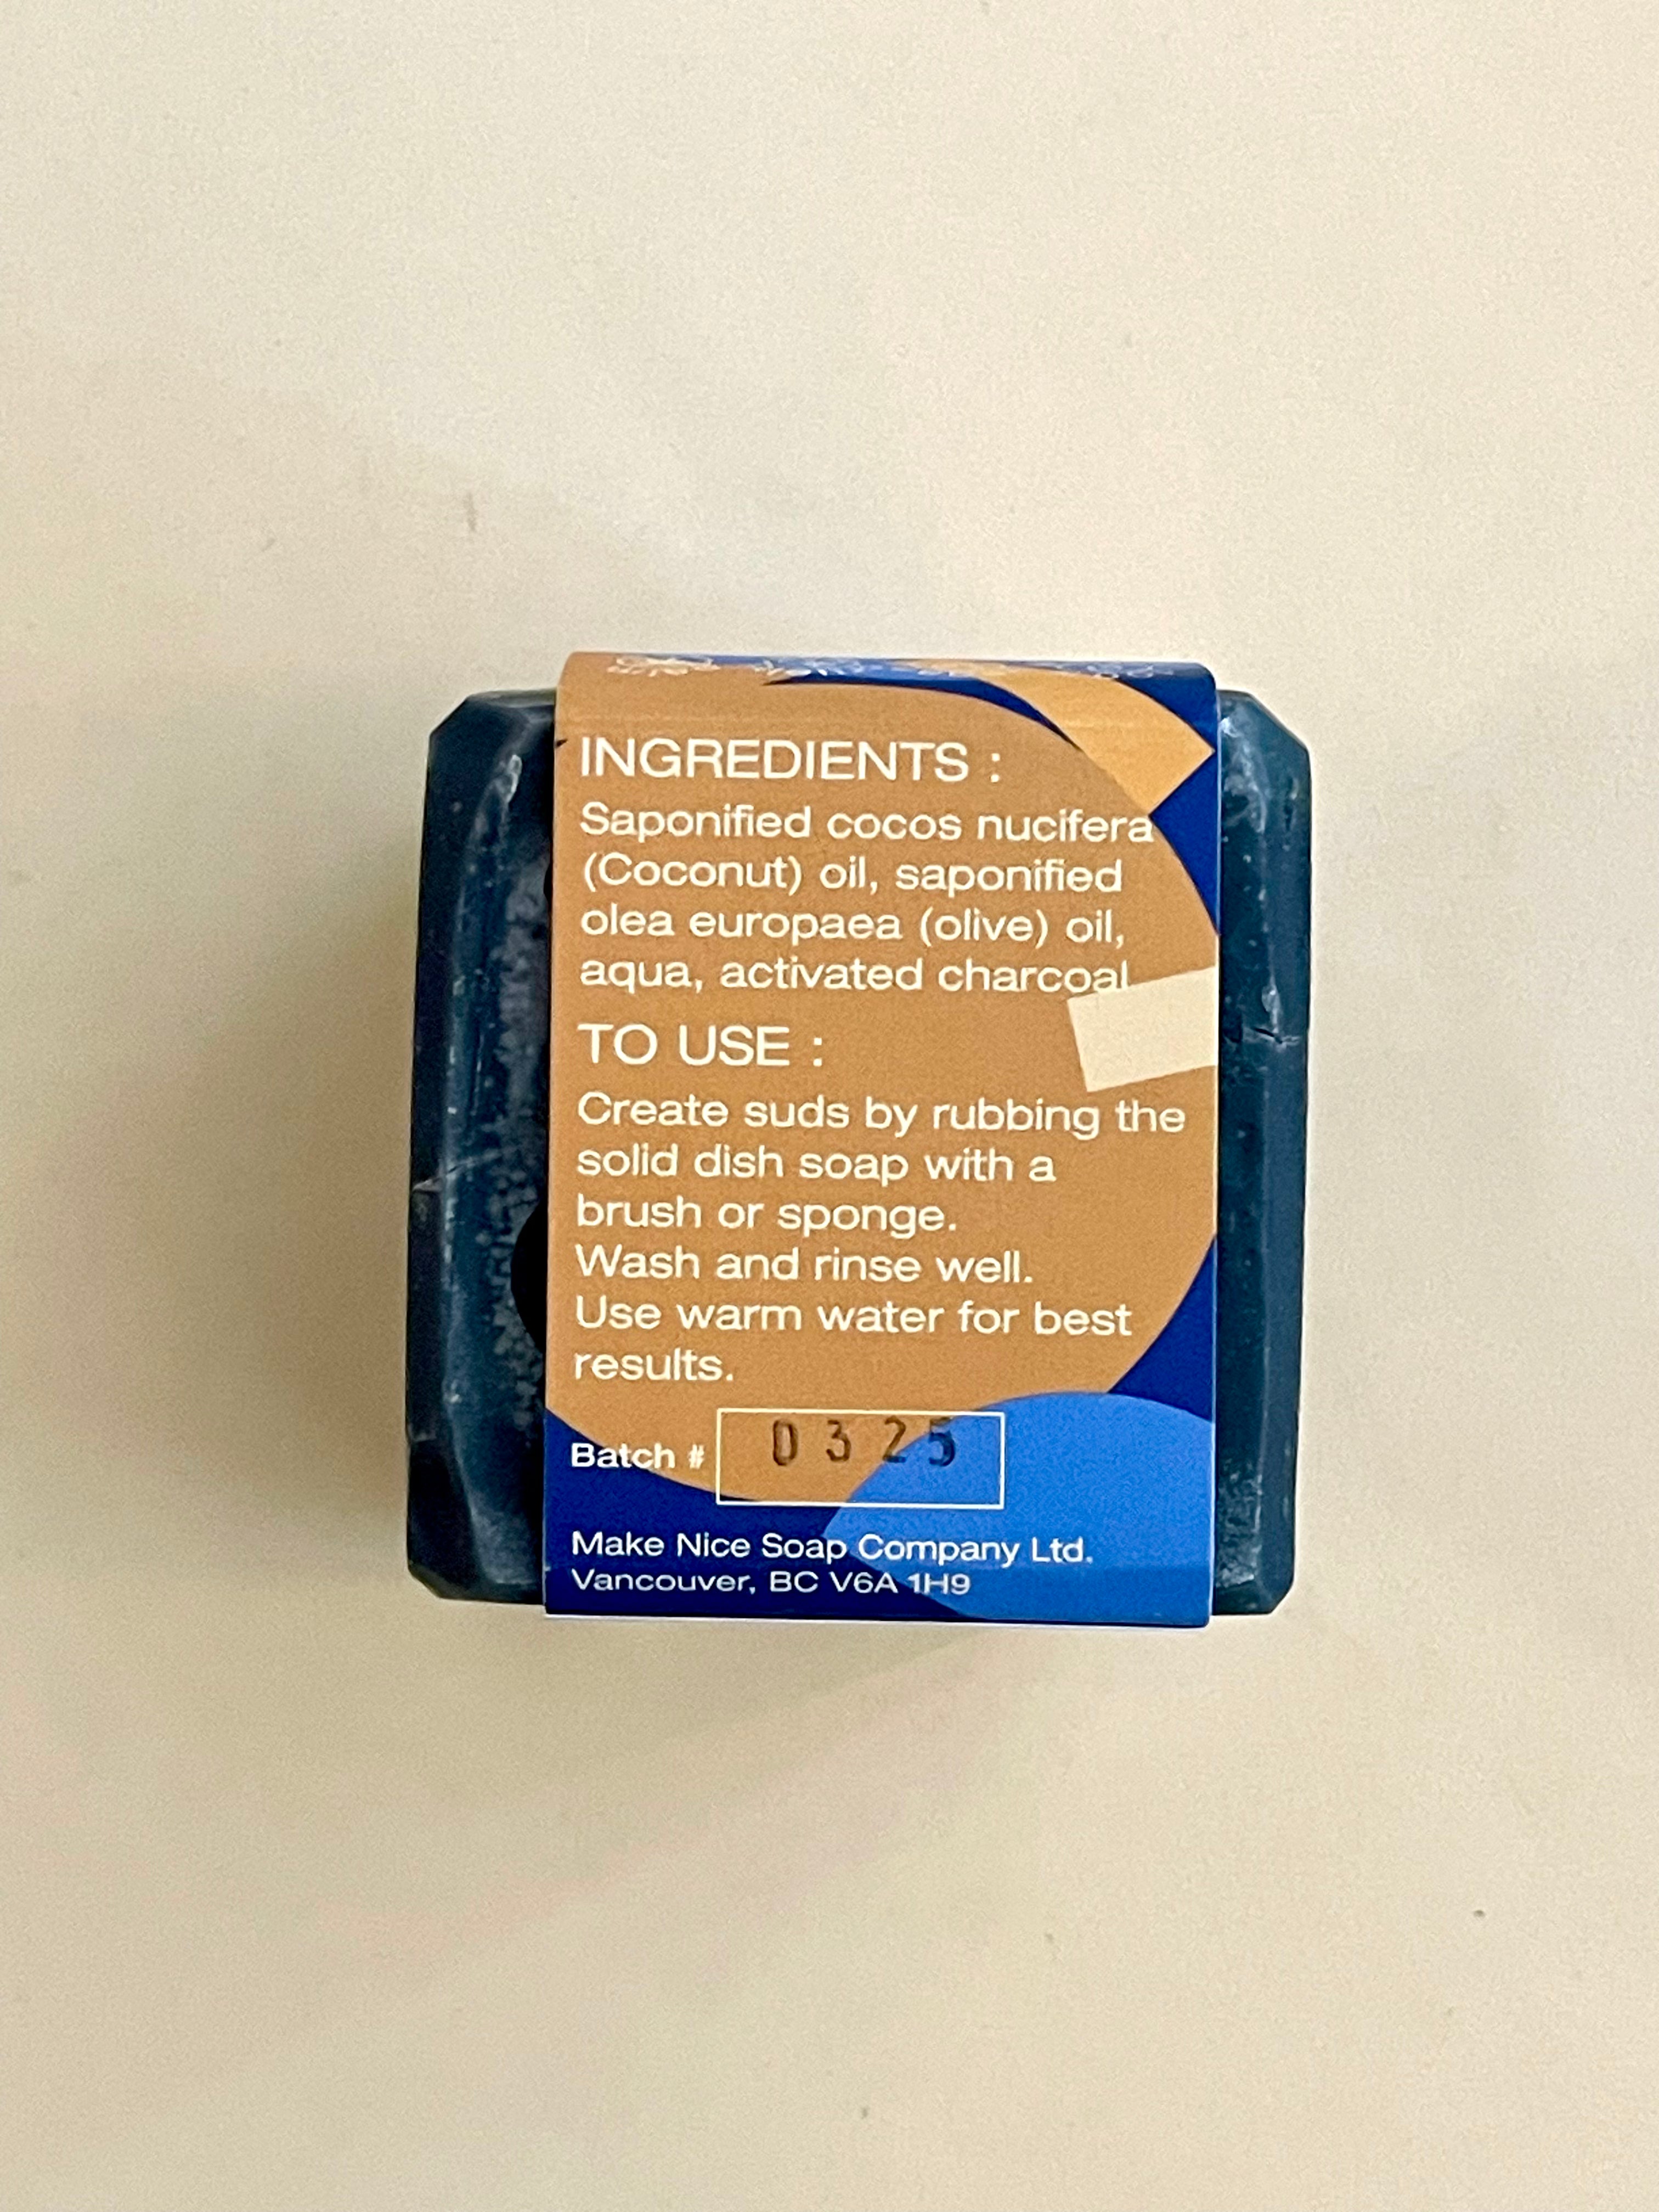 INGREDIENTS :
Saponified cocos nucifera
(Coconut) oil, saponified
olea europaea (olive) oil,
aqua, activated charcoal
TO USE :
Create suds by rubbing the
solid dish soap with a
brush or sponge.
Wash and rinse well.
Use warm water for best
results.
Batch # 0325
Make Nice Soap Company Ltd.
Vancouver, BC V6A 1H9